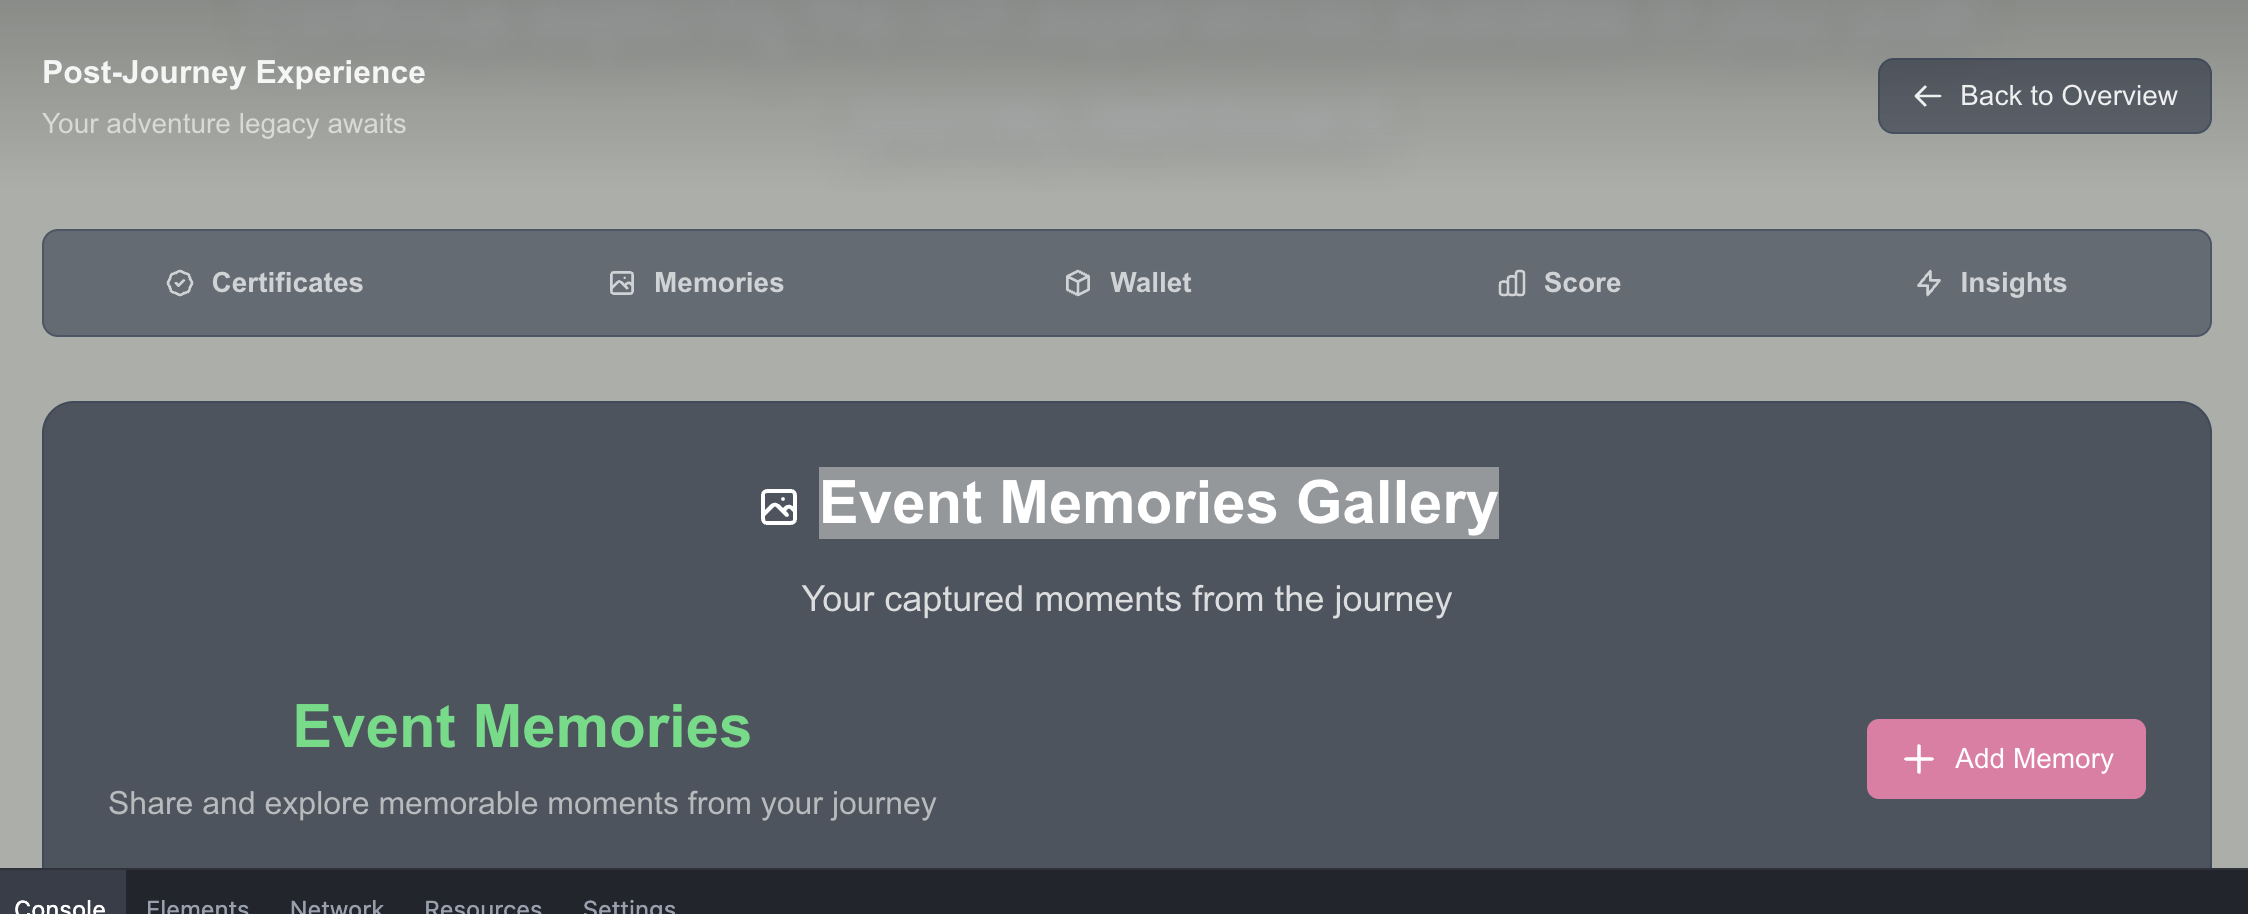 Post-Journey Experience
Your adventure legacy awaits
Back to Overview
Certificates
Memories
Wallet
Score
Insights
Event Memories Gallery
Your captured moments from the journey
Event Memories
Share and explore memorable moments from your journey
Add Memory
Console
Elements
Network
Resources
Settings